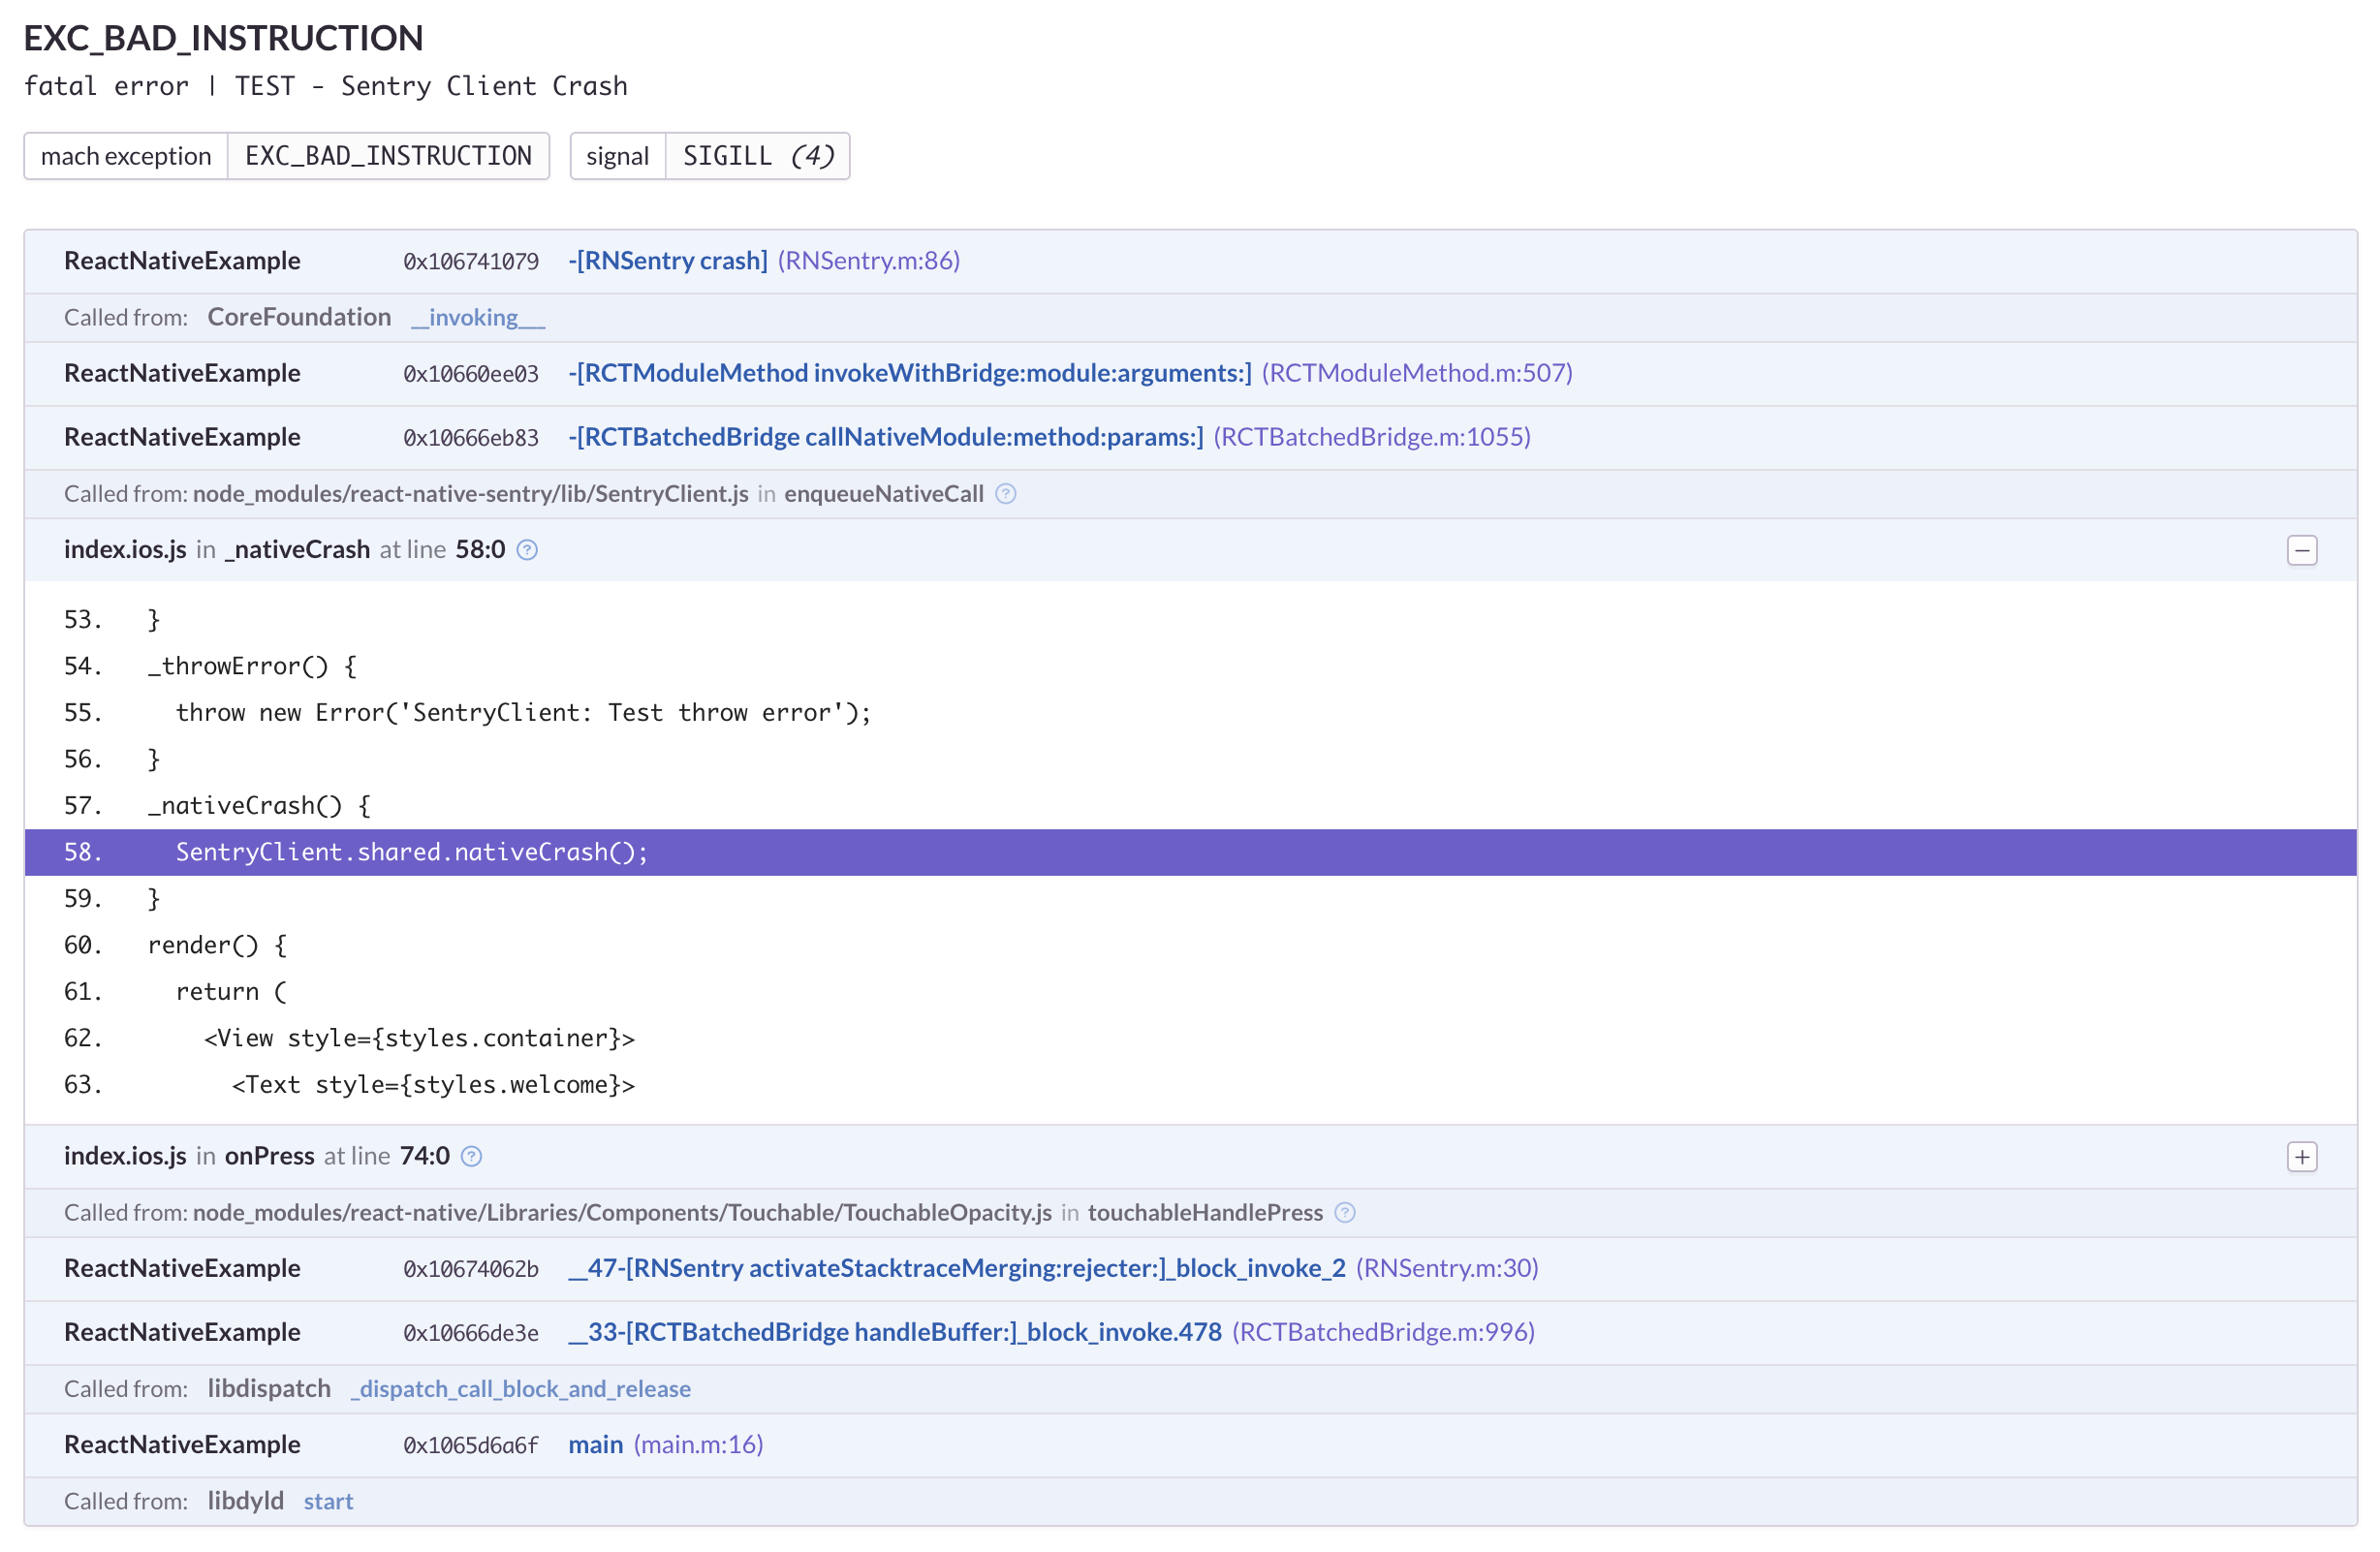 EXC_BAD_INSTRUCTION
fatal error | TEST - Sentry Client Crash
mach exception EXC_BAD_INSTRUCTION signal SIGILL (4)
ReactNativeExample 0x106741079 -[RNSentry crash] (RNSentry.m:86)
Called from: CoreFoundation __invoking___
ReactNativeExample 0x10660ee03 -[RCTModuleMethod invokeWithBridge:module:arguments:] (RCTModuleMethod.m:507)
ReactNativeExample 0x10666eb83 -[RCTBatchedBridge callNativeModule:method:params:] (RCTBatchedBridge.m:1055)
Called from: node_modules/react-native-sentry/lib/SentryClient.js in enqueueNativeCall ?
index.ios.js in _nativeCrash at line 58:0 ?
53. }
54. _throwError() {
55. throw new Error('SentryClient: Test throw error');
56. }
57. _nativeCrash() {
58. SentryClient.shared.nativeCrash();
59. }
60. render() {
61. return (
62. <View style={styles.container}>
63. <Text style={styles.welcome}>
index.ios.js in onPress at line 74:0 ?
Called from: node_modules/react-native/Libraries/Components/Touchable/TouchableOpacity.js in touchableHandlePress ?
ReactNativeExample 0x10674062b __47-[RNSentry activateStacktraceMerging:rejecter:]_block_invoke_2 (RNSentry.m:30)
ReactNativeExample 0x10666de3e __33-[RCTBatchedBridge handleBuffer:]_block_invoke.478 (RCTBatchedBridge.m:996)
Called from: libdispatch _dispatch_call_block_and_release
ReactNativeExample 0x1065d6a6f main (main.m:16)
Called from: libdyld start